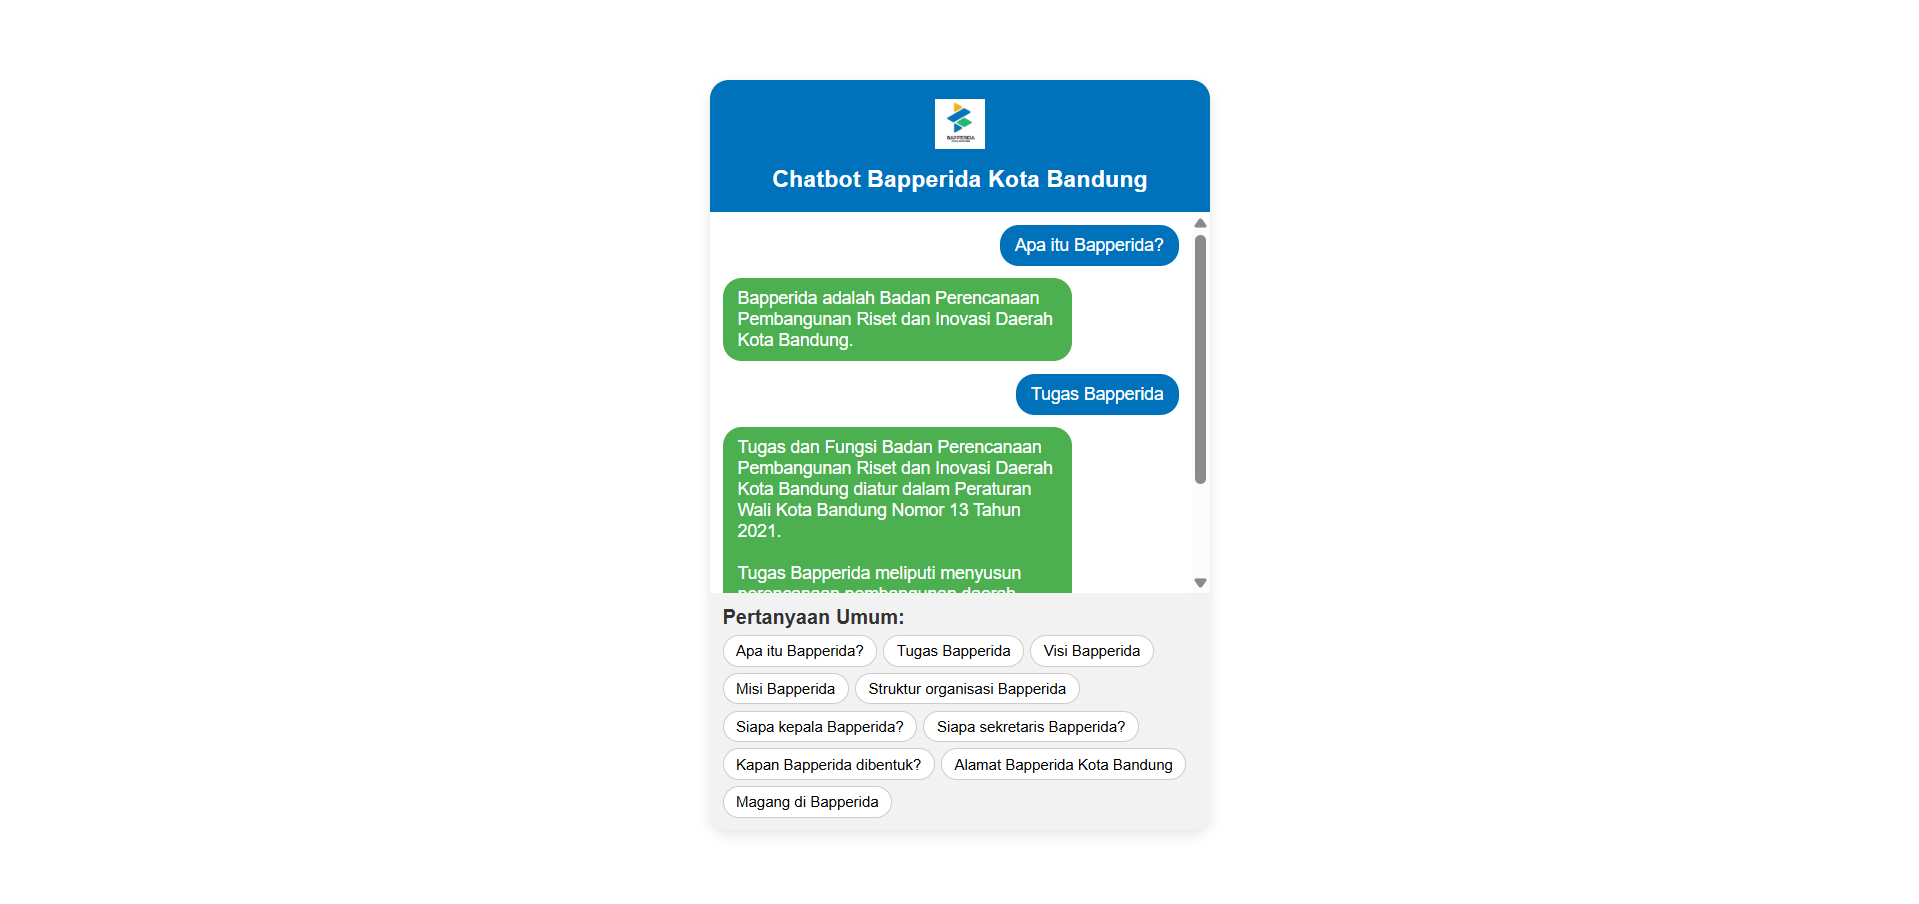 BAPPERIDA
Chatbot Bapperida Kota Bandung
Apa itu Bapperida?
Bapperida adalah Badan Perencanaan
Pembangunan Riset dan Inovasi Daerah
Kota Bandung.
Tugas Bapperida
Tugas dan Fungsi Badan Perencanaan
Pembangunan Riset dan Inovasi Daerah
Kota Bandung diatur dalam Peraturan
Wali Kota Bandung Nomor 13 Tahun
2021.
Tugas Bapperida meliputi menyusun
perencanaan pembangunan daerah
Pertanyaan Umum:
Apa itu Bapperida?
Tugas Bapperida
Visi Bapperida
Misi Bapperida
Struktur organisasi Bapperida
Siapa kepala Bapperida?
Siapa sekretaris Bapperida?
Kapan Bapperida dibentuk?
Alamat Bapperida Kota Bandung
Magang di Bapperida